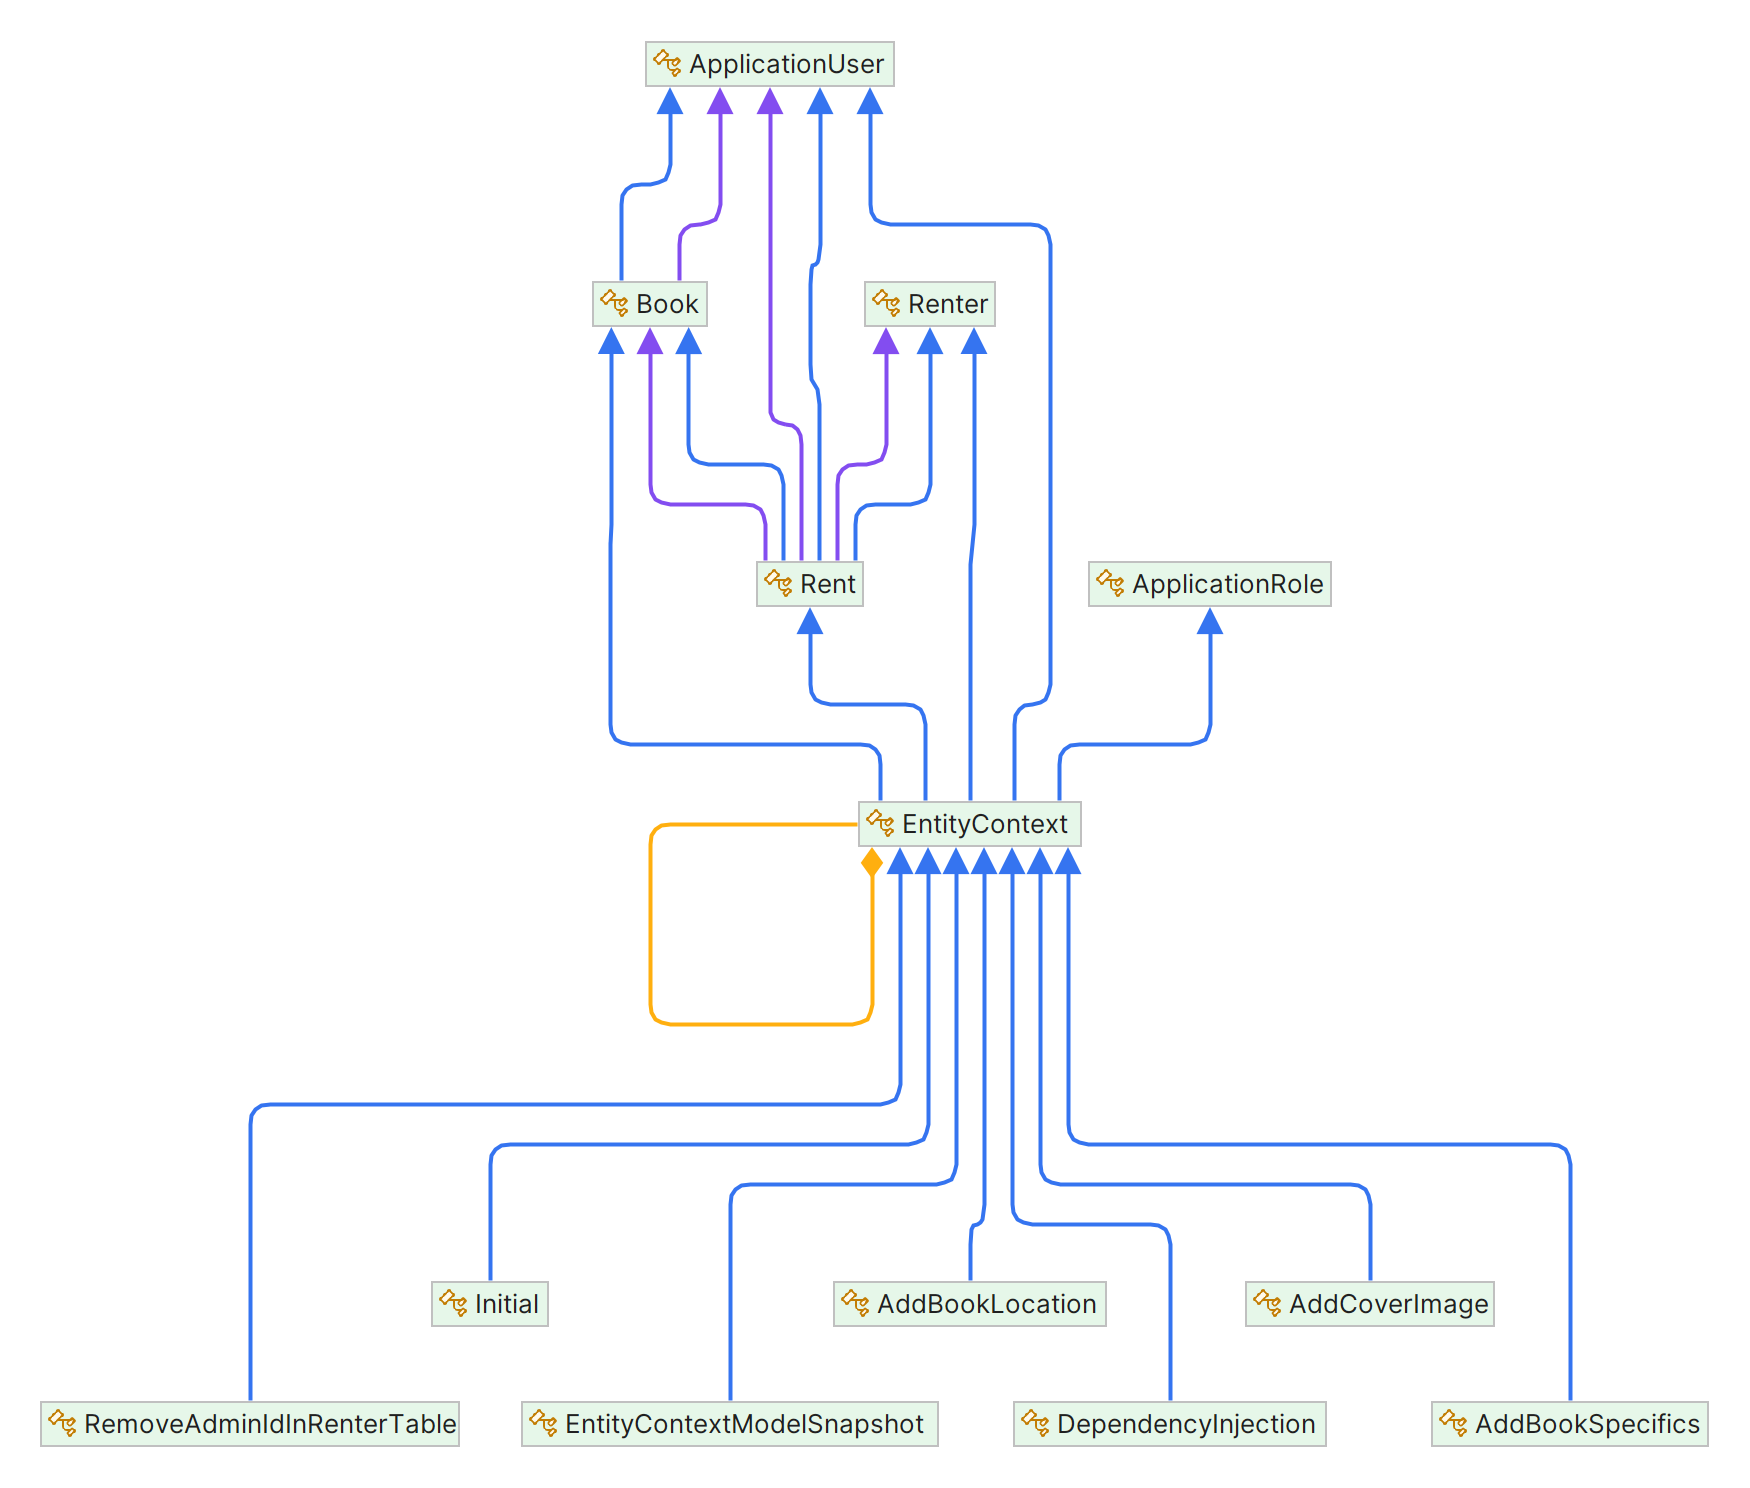 ApplicationUser
Book
Renter
Rent
ApplicationRole
EntityContext
Initial
AddBookLocation
AddCoverImage
RemoveAdminIdInRenterTable
EntityContextModelSnapshot
DependencyInjection
AddBookSpecifics